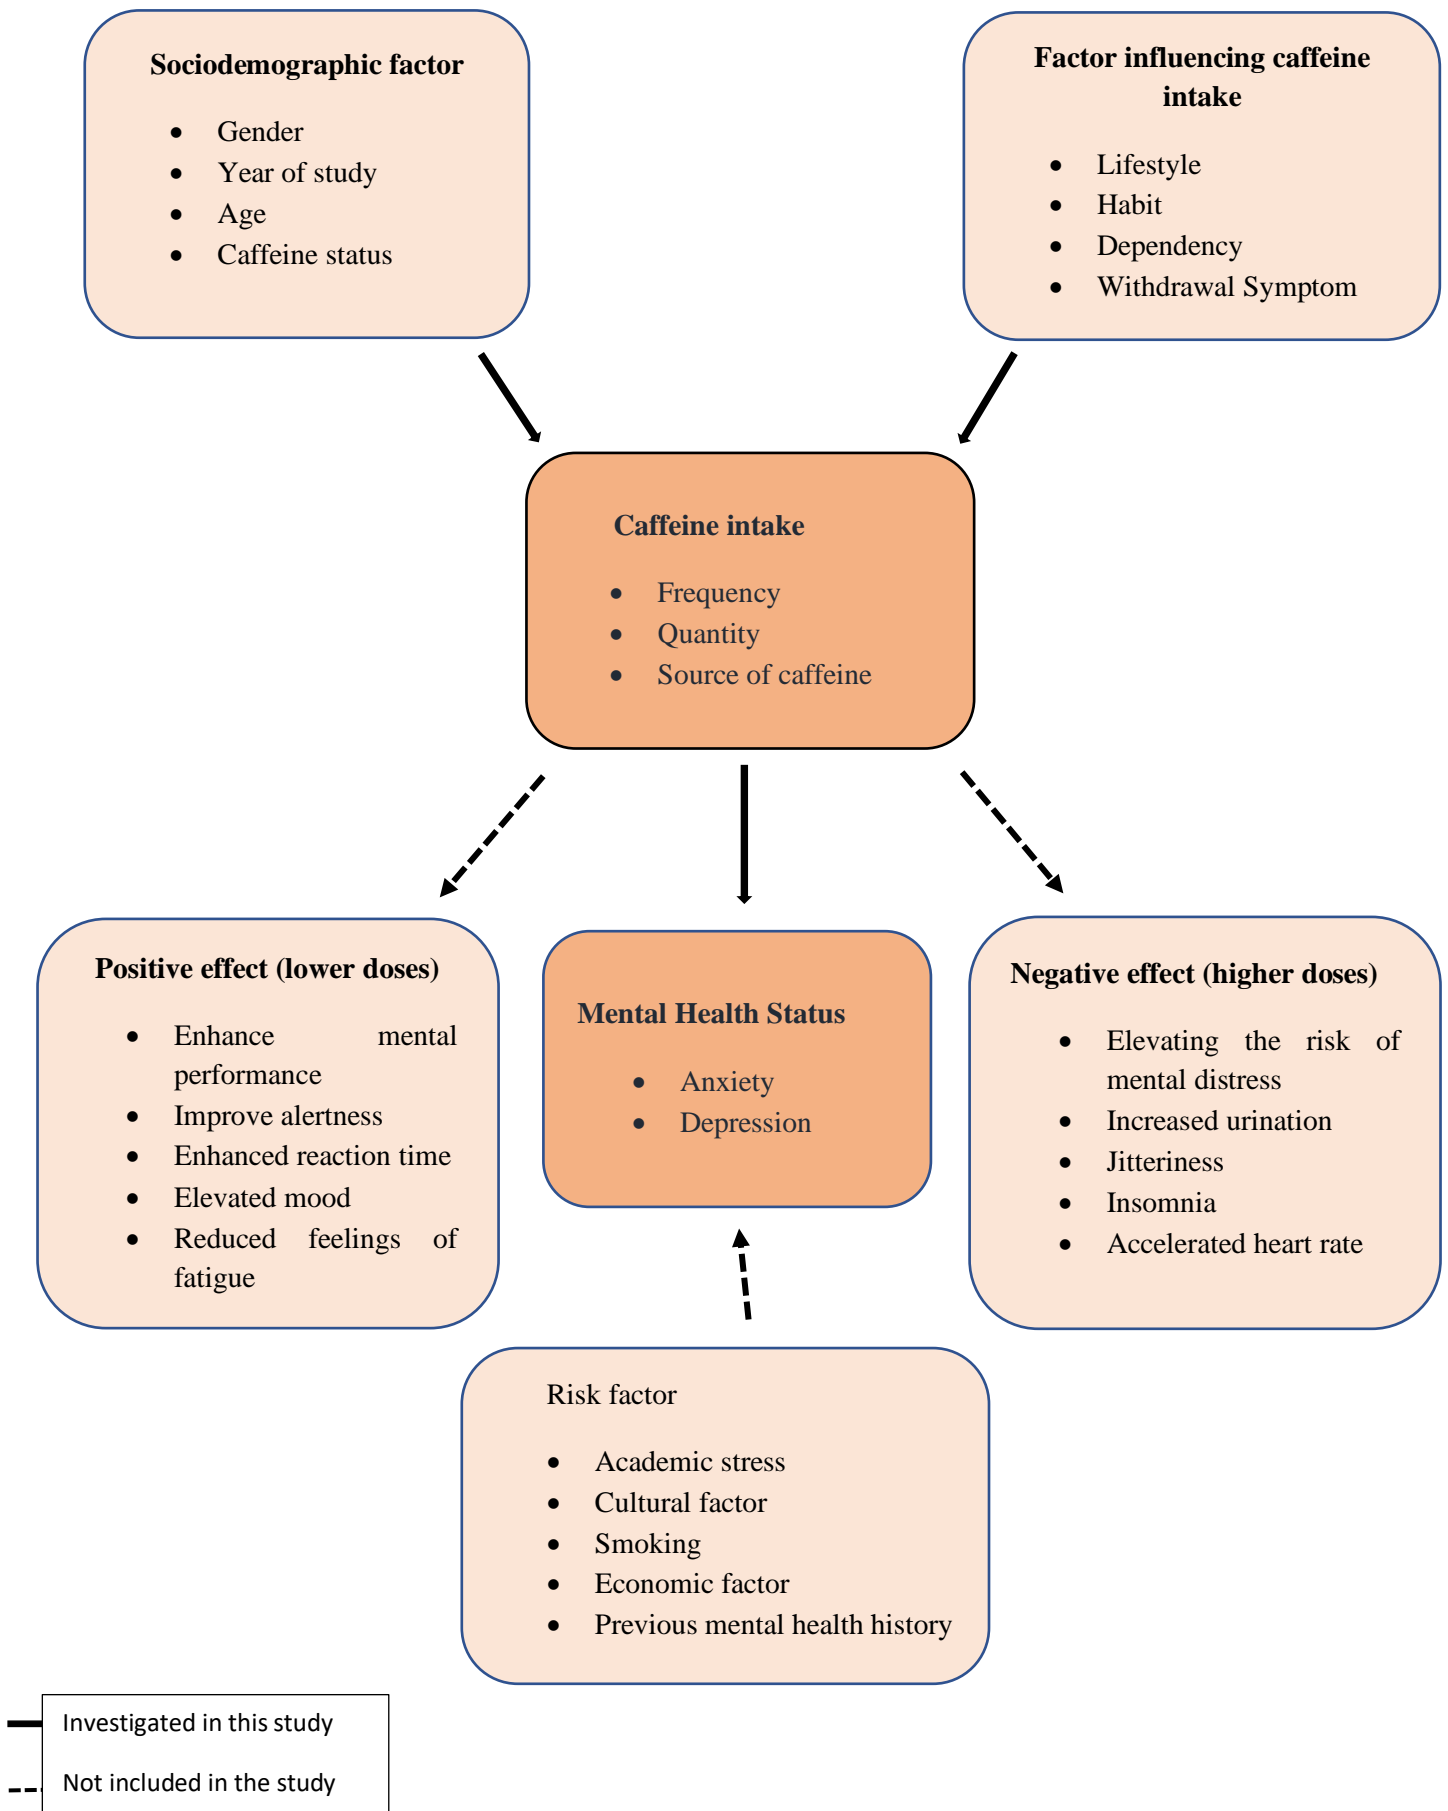 Sociodemographic factor
• Gender
• Year of study
• Age
• Caffeine status
Factor influencing caffeine
intake
• Lifestyle
• Habit
• Dependency
• Withdrawal Symptom
Caffeine intake
• Frequency
• Quantity
• Source of caffeine
Positive effect (lower doses)
• Enhance mental
performance
• Improve alertness
• Enhanced reaction time
• Elevated mood
• Reduced feelings of
fatigue
Mental Health Status
• Anxiety
• Depression
Negative effect (higher doses)
• Elevating the risk of
mental distress
• Increased urination
• Jitteriness
• Insomnia
• Accelerated heart rate
Risk factor
• Academic stress
• Cultural factor
• Smoking
• Economic factor
• Previous mental health history
Investigated in this study
Not included in the study